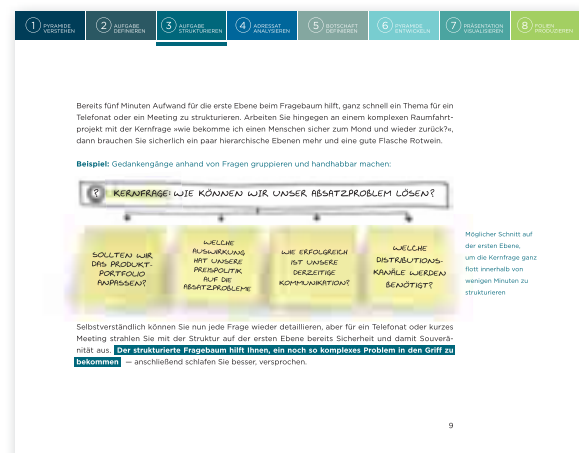 1 PYRAMIDE VERSTEHEN
2 AUFGABE DEFINIEREN
3 AUFGABE STRUKTURIEREN
4 ADRESSAT ANALYSIEREN
5 BOTSCHAFT DEFINIEREN
6 PYRAMIDE ENTWICKELN
7 PRÄSENTATION VISUALISIEREN
8 FOLIEN PRODUZIEREN
Bereits fünf Minuten Aufwand für die erste Ebene beim Fragebaum hilft, ganz schnell ein Thema für ein
Telefonat oder ein Meeting zu strukturieren. Arbeiten Sie hingegen an einem komplexen Raumfahrt-
projekt mit der Kernfrage »wie bekomme ich einen Menschen sicher zum Mond und wieder zurück?«,
dann brauchen Sie sicherlich ein paar hierarchische Ebenen mehr und eine gute Flasche Rotwein.
Beispiel: Gedankengänge anhand von Fragen gruppieren und handhabbar machen:
? KERNFRAGE: WIE KÖNNEN WIR UNSER ABSATZPROBLEM LÖSEN?
SOLLTEN WIR
DAS PRODUKT-
PORTFOLIO
ANPASSEN?
WELCHE
AUSWIRKUNG
HAT UNSERE
PREISPOLITIK
AUF DIE
ABSATZPROBLEME
WIE ERFOLGREICH
IST UNSERE
DERZEITIGE
KOMMUNIKATION?
WELCHE
DISTRIBUTIONS-
KANÄLE WERDEN
BENÖTIGT?
Möglicher Schnitt auf
der ersten Ebene,
um die Kernfrage ganz
flott innerhalb von
wenigen Minuten zu
strukturieren
Selbstverständlich können Sie nun jede Frage wieder detaillieren, aber für ein Telefonat oder kurzes
Meeting strahlen Sie mit der Struktur auf der ersten Ebene bereits Sicherheit und damit Souverä-
nität aus. Der strukturierte Fragebaum hilft Ihnen, ein noch so komplexes Problem in den Griff zu
bekommen — anschließend schlafen Sie besser, versprochen.
9